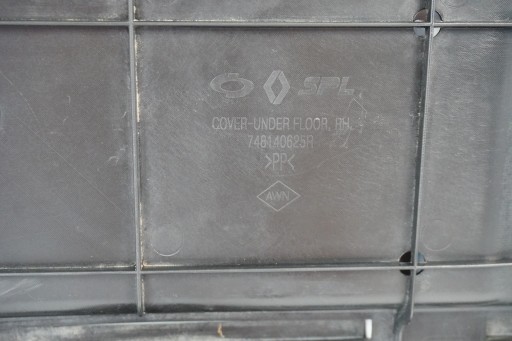 SPL
COVER-UNDER FLOOR, RH
748140625R
>PP<
AWN